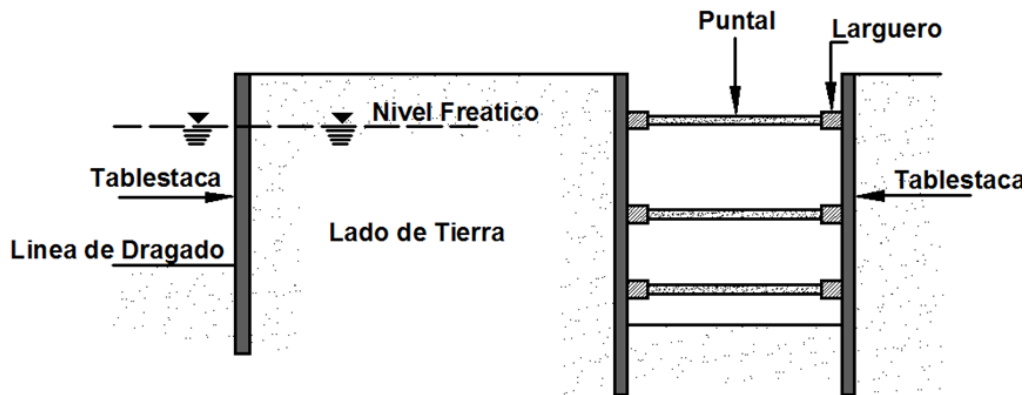 Puntal
Larguero
Nivel Freatico
Tablestaca
Tablestaca
Lado de Tierra
Linea de Dragado